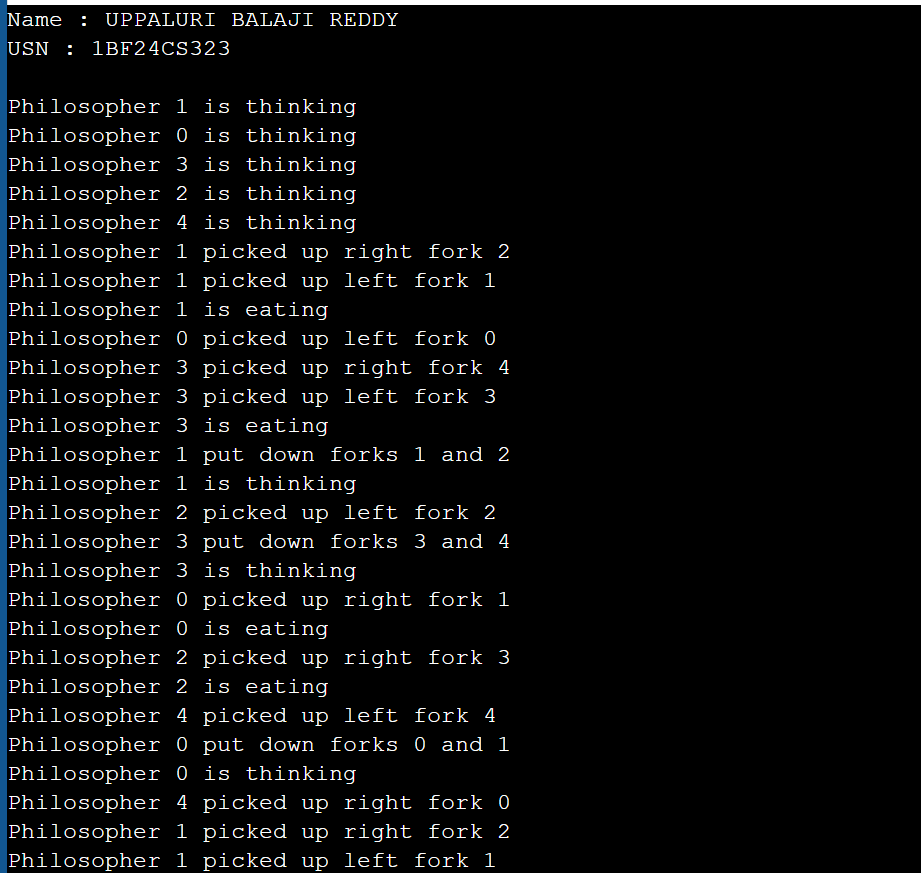 Name : UPPALURI BALAJI REDDY
USN : 1BF24CS323
Philosopher 1 is thinking
Philosopher 0 is thinking
Philosopher 3 is thinking
Philosopher 2 is thinking
Philosopher 4 is thinking
Philosopher 1 picked up right fork 2
Philosopher 1 picked up left fork 1
Philosopher 1 is eating
Philosopher 0 picked up left fork 0
Philosopher 3 picked up right fork 4
Philosopher 3 picked up left fork 3
Philosopher 3 is eating
Philosopher 1 put down forks 1 and 2
Philosopher 1 is thinking
Philosopher 2 picked up left fork 2
Philosopher 3 put down forks 3 and 4
Philosopher 3 is thinking
Philosopher 0 picked up right fork 1
Philosopher 0 is eating
Philosopher 2 picked up right fork 3
Philosopher 2 is eating
Philosopher 4 picked up left fork 4
Philosopher 0 put down forks 0 and 1
Philosopher 0 is thinking
Philosopher 4 picked up right fork 0
Philosopher 1 picked up right fork 2
Philosopher 1 picked up left fork 1